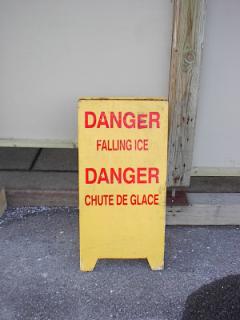 DANGER
FALLING ICE
DANGER
CHUTE DE GLACE